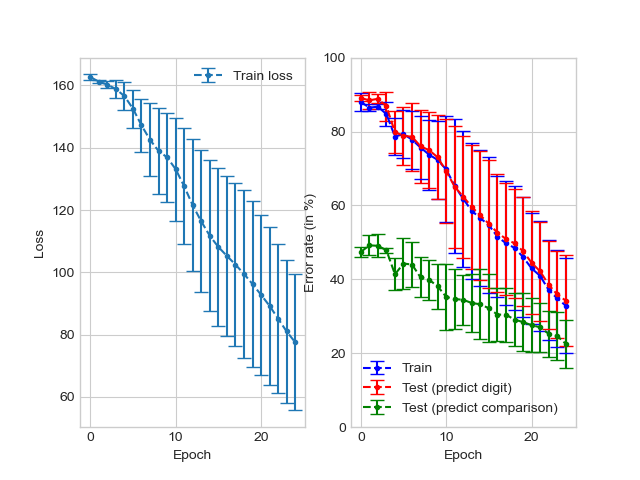 Train loss
160
140
120
100
80
60
Loss
0
10
20
Epoch
100
80
60
40
20
0
Error rate (in %)
Train
Test (predict digit)
Test (predict comparison)
0
10
20
Epoch